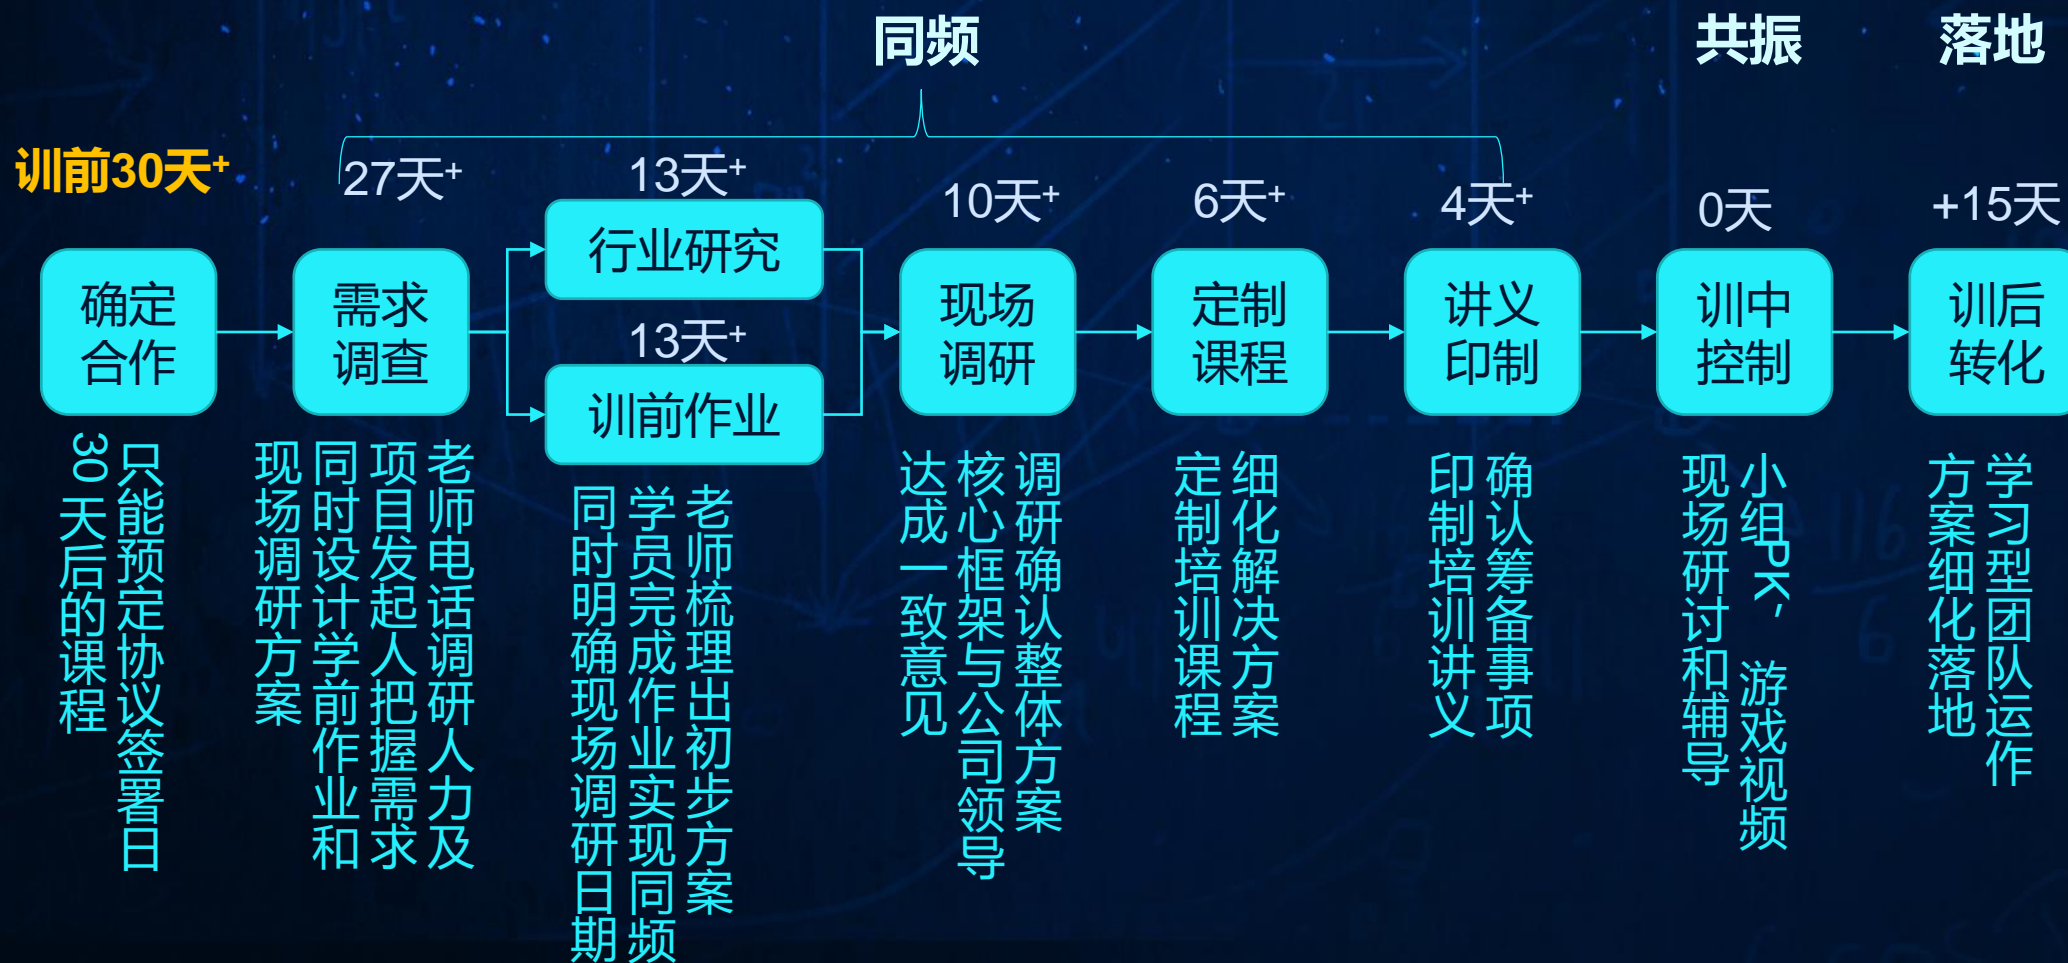 同频
共振
落地
训前30天+
27天+
13天+
10天+
6天+
4天+
0天
+15天
行业研究
确定
合作
需求
调查
13天+
训前作业
现场
调研
定制
课程
讲义
印制
训中
控制
训后
转化
只能预定协议签署日
30天后的课程
老师电话调研人力及
项目发起人把握需求
同时设计学前作业和
现场调研方案
老师梳理出初步方案
学员完成作业实现同频
同时明确现场调研日期
调研确认整体方案
核心框架与公司领导
达成一致意见
细化解决方案
定制培训课程
确认筹备事项
印制培训讲义
小组PK，游戏视频
现场研讨和辅导
学习型团队运作
方案细化落地